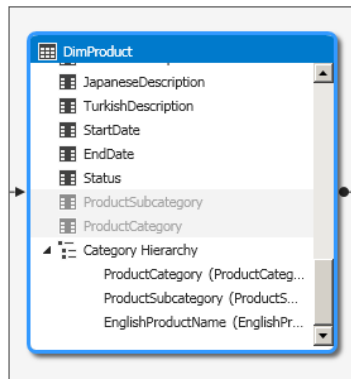 DimProduct
JapaneseDescription
TurkishDescription
StartDate
EndDate
Status
ProductSubcategory
ProductCategory
Category Hierarchy
ProductCategory (ProductCateg...
ProductSubcategory (ProductS...
EnglishProductName (EnglishPr...